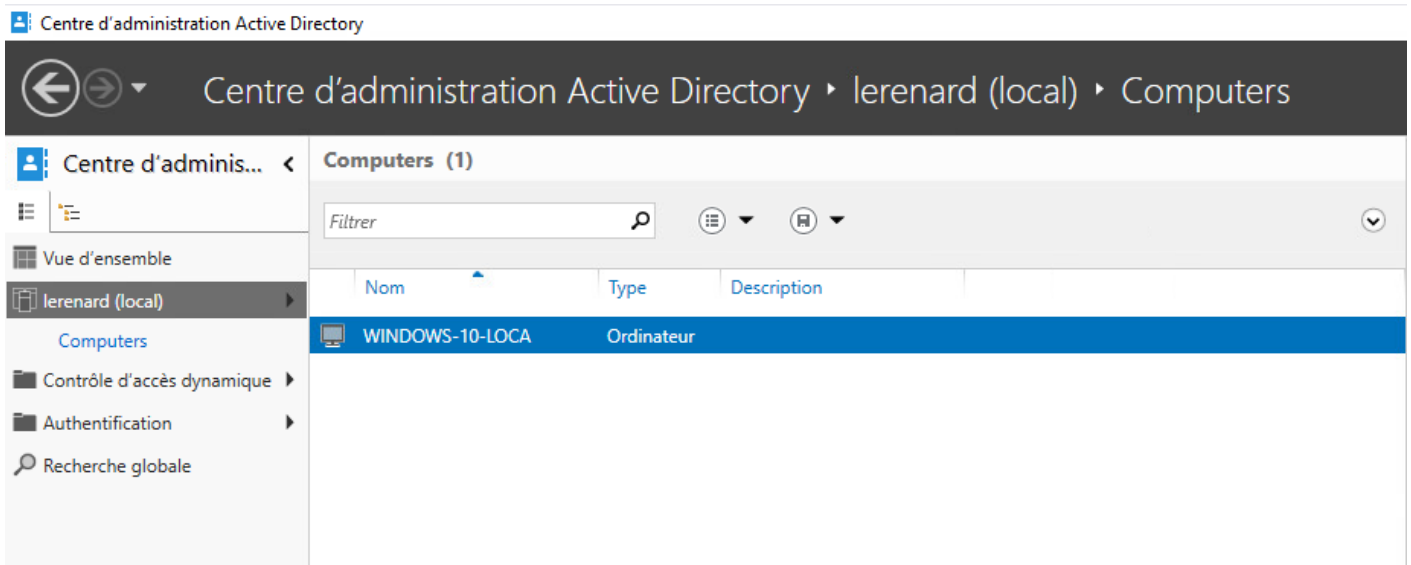 Centre d'administration Active Directory
Centre d'administration Active Directory ‣ lerenard (local) ‣ Computers
Centre d'adminis...
Vue d'ensemble
lerenard (local)
Computers
Contrôle d'accès dynamique
Authentification
Recherche globale
Computers (1)
Filtrer
Nom Type Description
WINDOWS-10-LOCA Ordinateur